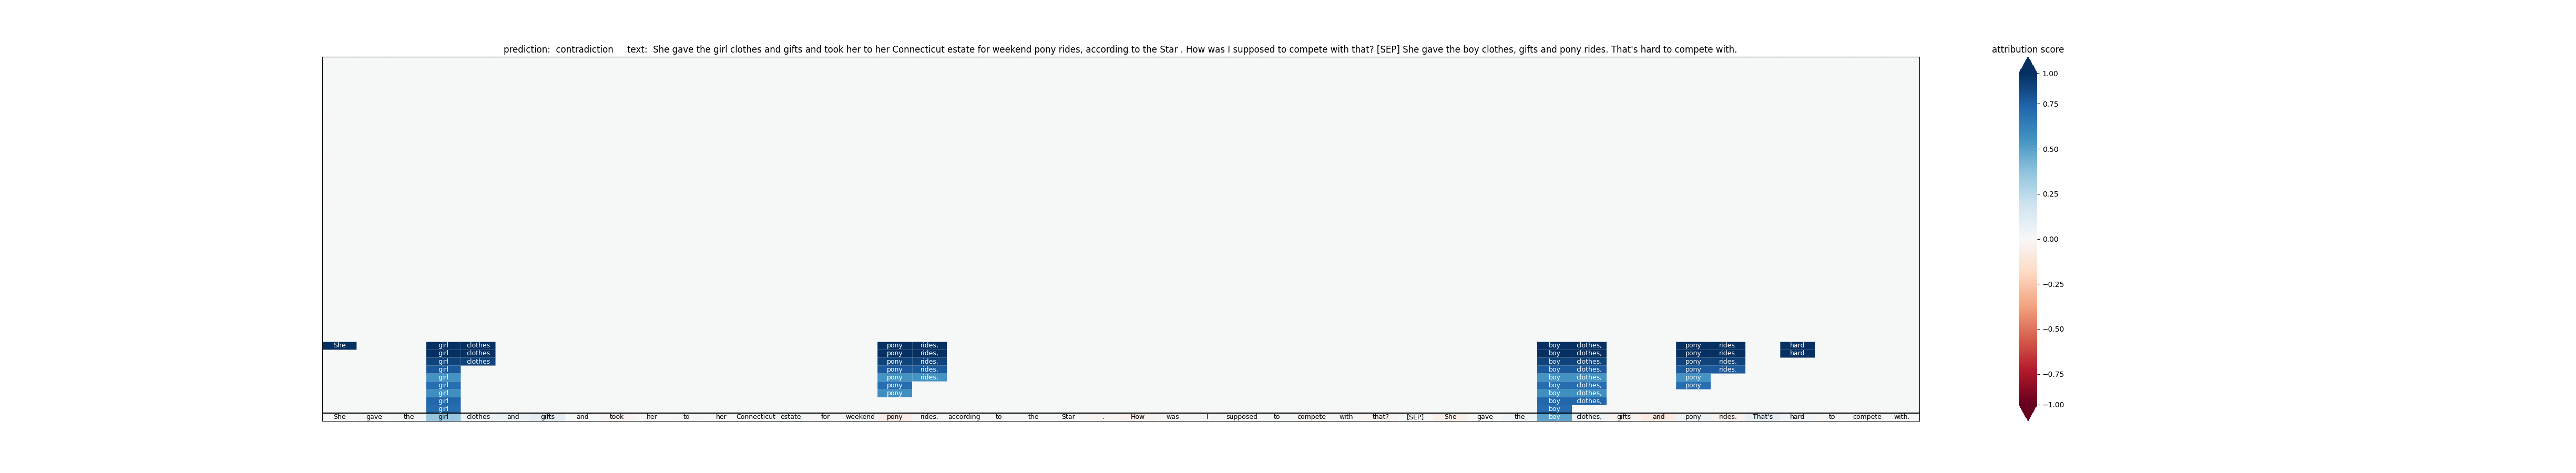 prediction: contradiction text: She gave the girl clothes and gifts and took her to her Connecticut estate for weekend pony rides, according to the Star . How was I supposed to compete with that? [SEP] She gave the boy clothes, gifts and pony rides. That's hard to compete with.
She girl clothes pony rides, boy clothes, pony rides. hard
girl clothes pony rides, boy clothes, pony rides. hard
girl clothes pony rides, boy clothes, pony rides.
girl pony rides, boy clothes, pony rides.
girl pony rides, boy clothes, pony
girl pony boy clothes, pony
girl pony boy clothes,
girl boy clothes,
girl boy
She gave the girl clothes and gifts and took her to her Connecticut estate for weekend pony rides, according to the Star . How was I supposed to compete with that? [SEP] She gave the boy clothes, gifts and pony rides. That's hard to compete with.
attribution score
1.00
0.75
0.50
0.25
0.00
−0.25
−0.50
−0.75
−1.00